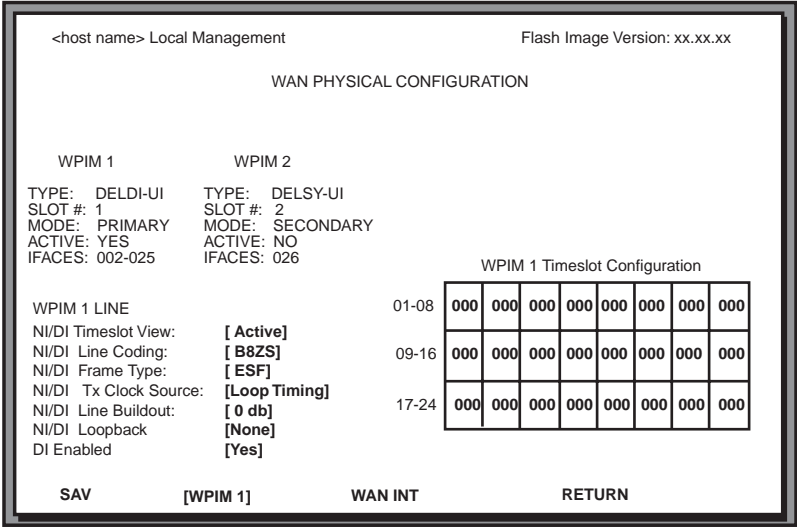 <host name> Local Management Flash Image Version: xx.xx.xx
WAN PHYSICAL CONFIGURATION
WPIM 1 WPIM 2
TYPE: DELDI-UI TYPE: DELSY-UI
SLOT #: 1 SLOT #: 2
MODE: PRIMARY MODE: SECONDARY
ACTIVE: YES ACTIVE: NO
IFACES: 002-025 IFACES: 026
WPIM 1 Timeslot Configuration
01-08 000 000 000 000 000 000 000 000
09-16 000 000 000 000 000 000 000 000
17-24 000 000 000 000 000 000 000 000
WPIM 1 LINE
NI/DI Timeslot View: [ Active]
NI/DI Line Coding: [ B8ZS]
NI/DI Frame Type: [ ESF]
NI/DI Tx Clock Source: [Loop Timing]
NI/DI Line Buildout: [ 0 db]
NI/DI Loopback [None]
DI Enabled [Yes]
SAV [WPIM 1] WAN INT RETURN